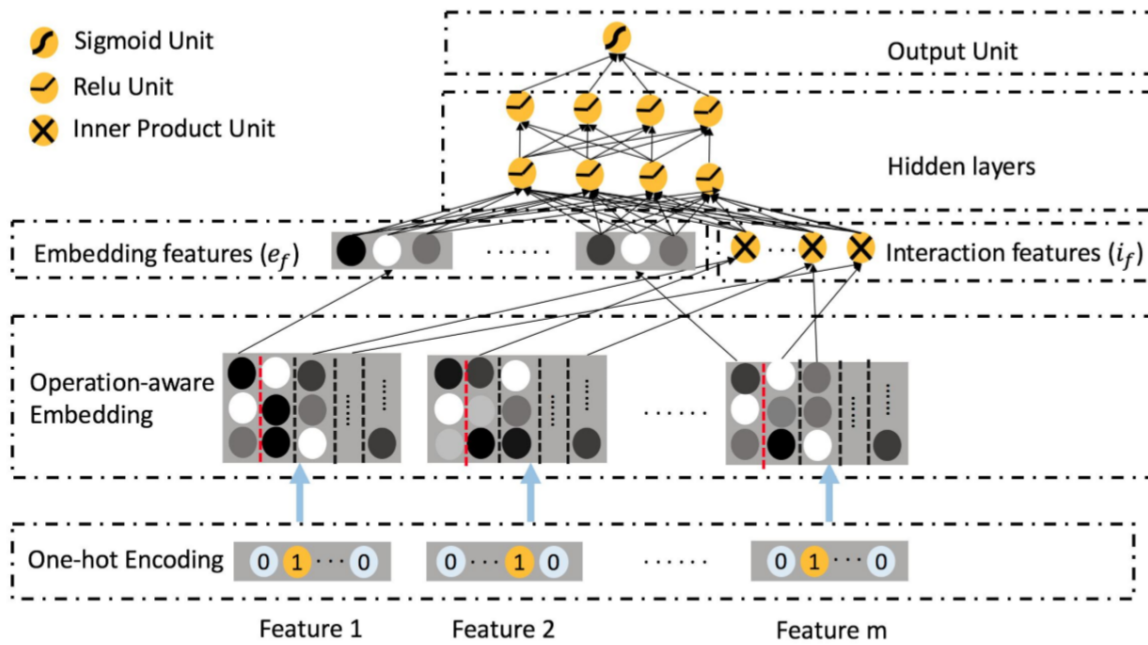 Sigmoid Unit
Relu Unit
Inner Product Unit
Output Unit
Hidden layers
Embedding features (e_f)
......
...
Interaction features (i_f)
Operation-aware
Embedding
......
One-hot Encoding
0 1 ··· 0
0 ··· 1 0
......
0 1 ··· 0
Feature 1
Feature 2
Feature m